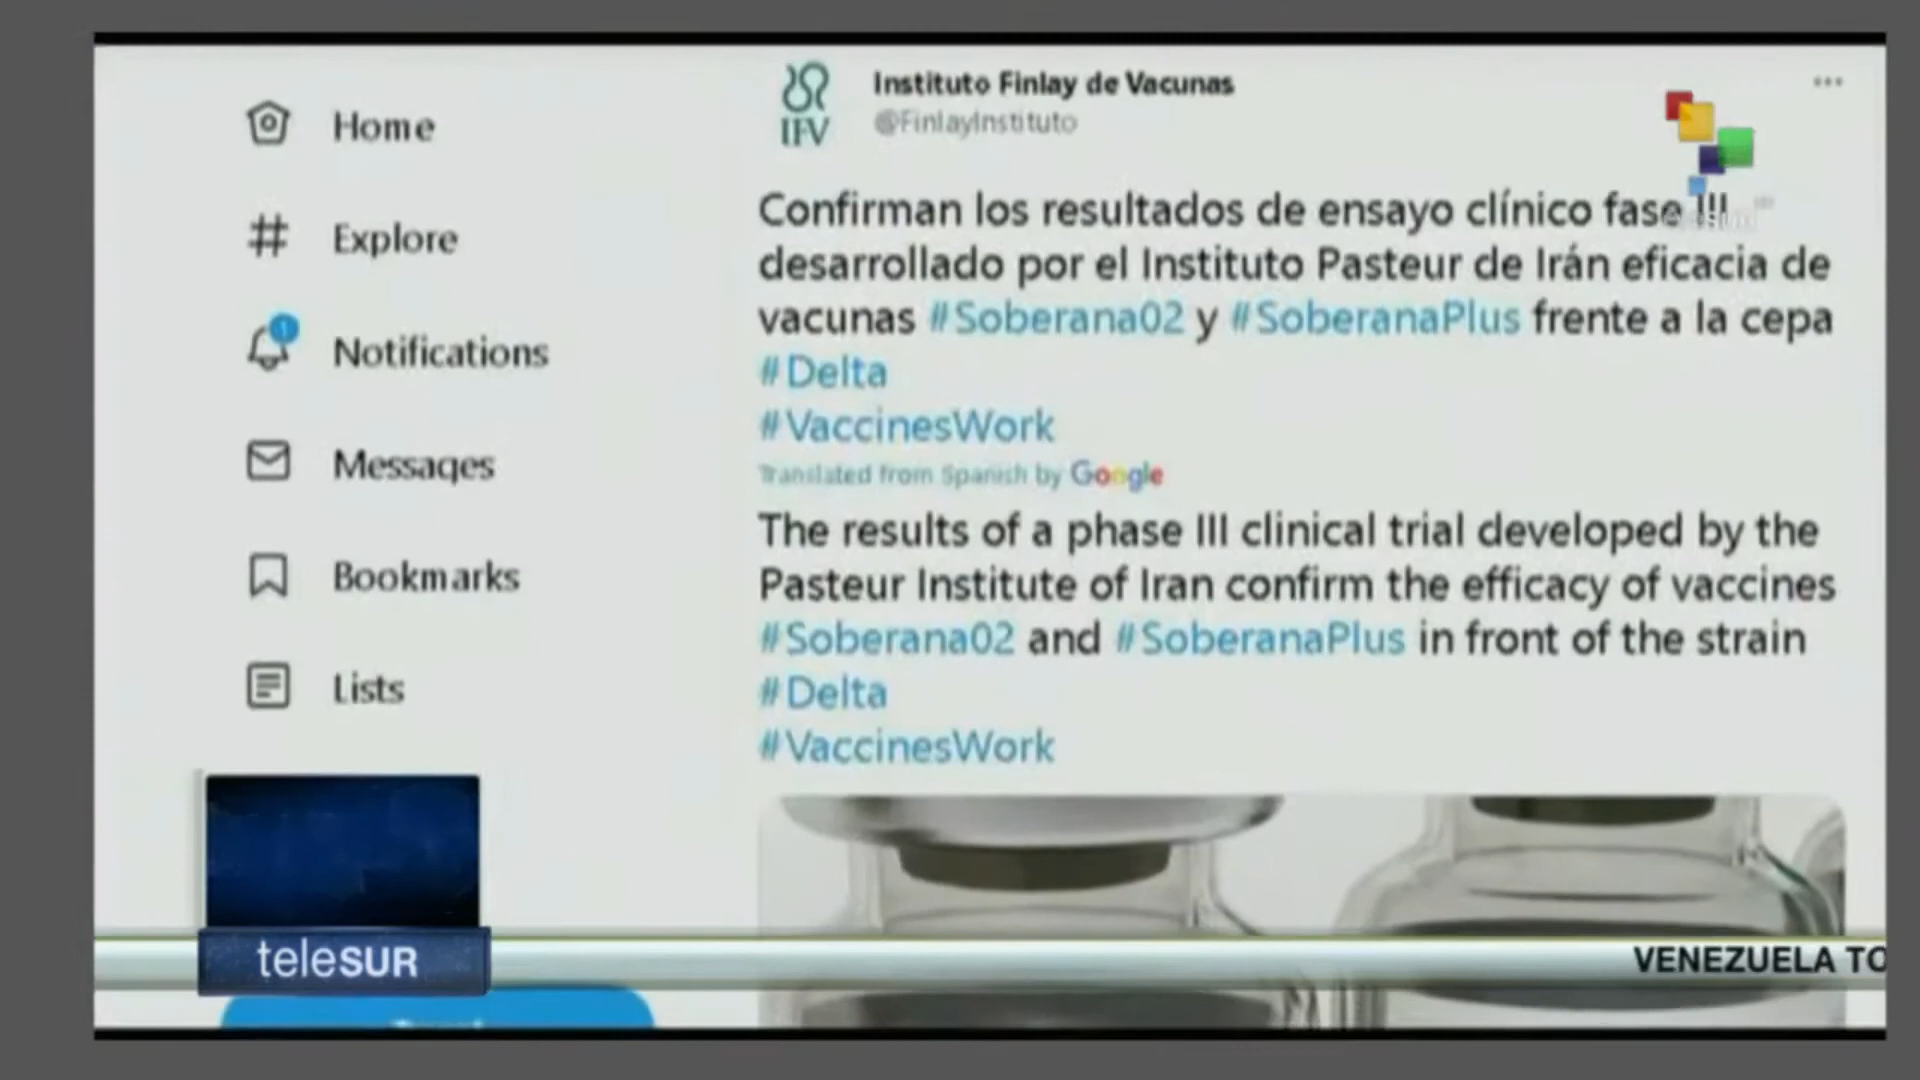 Home
Explore
1
Notifications
Messages
Bookmarks
Lists
IFV
Instituto Finlay de Vacunas
@FinlayInstituto
Confirman los resultados de ensayo clínico fase III
desarrollado por el Instituto Pasteur de Irán eficacia de
vacunas #Soberana02 y #SoberanaPlus frente a la cepa
#Delta
#VaccinesWork
Translated from Spanish by Google
The results of a phase III clinical trial developed by the
Pasteur Institute of Iran confirm the efficacy of vaccines
#Soberana02 and #SoberanaPlus in front of the strain
#Delta
#VaccinesWork
teleSUR
VENEZUELA TO